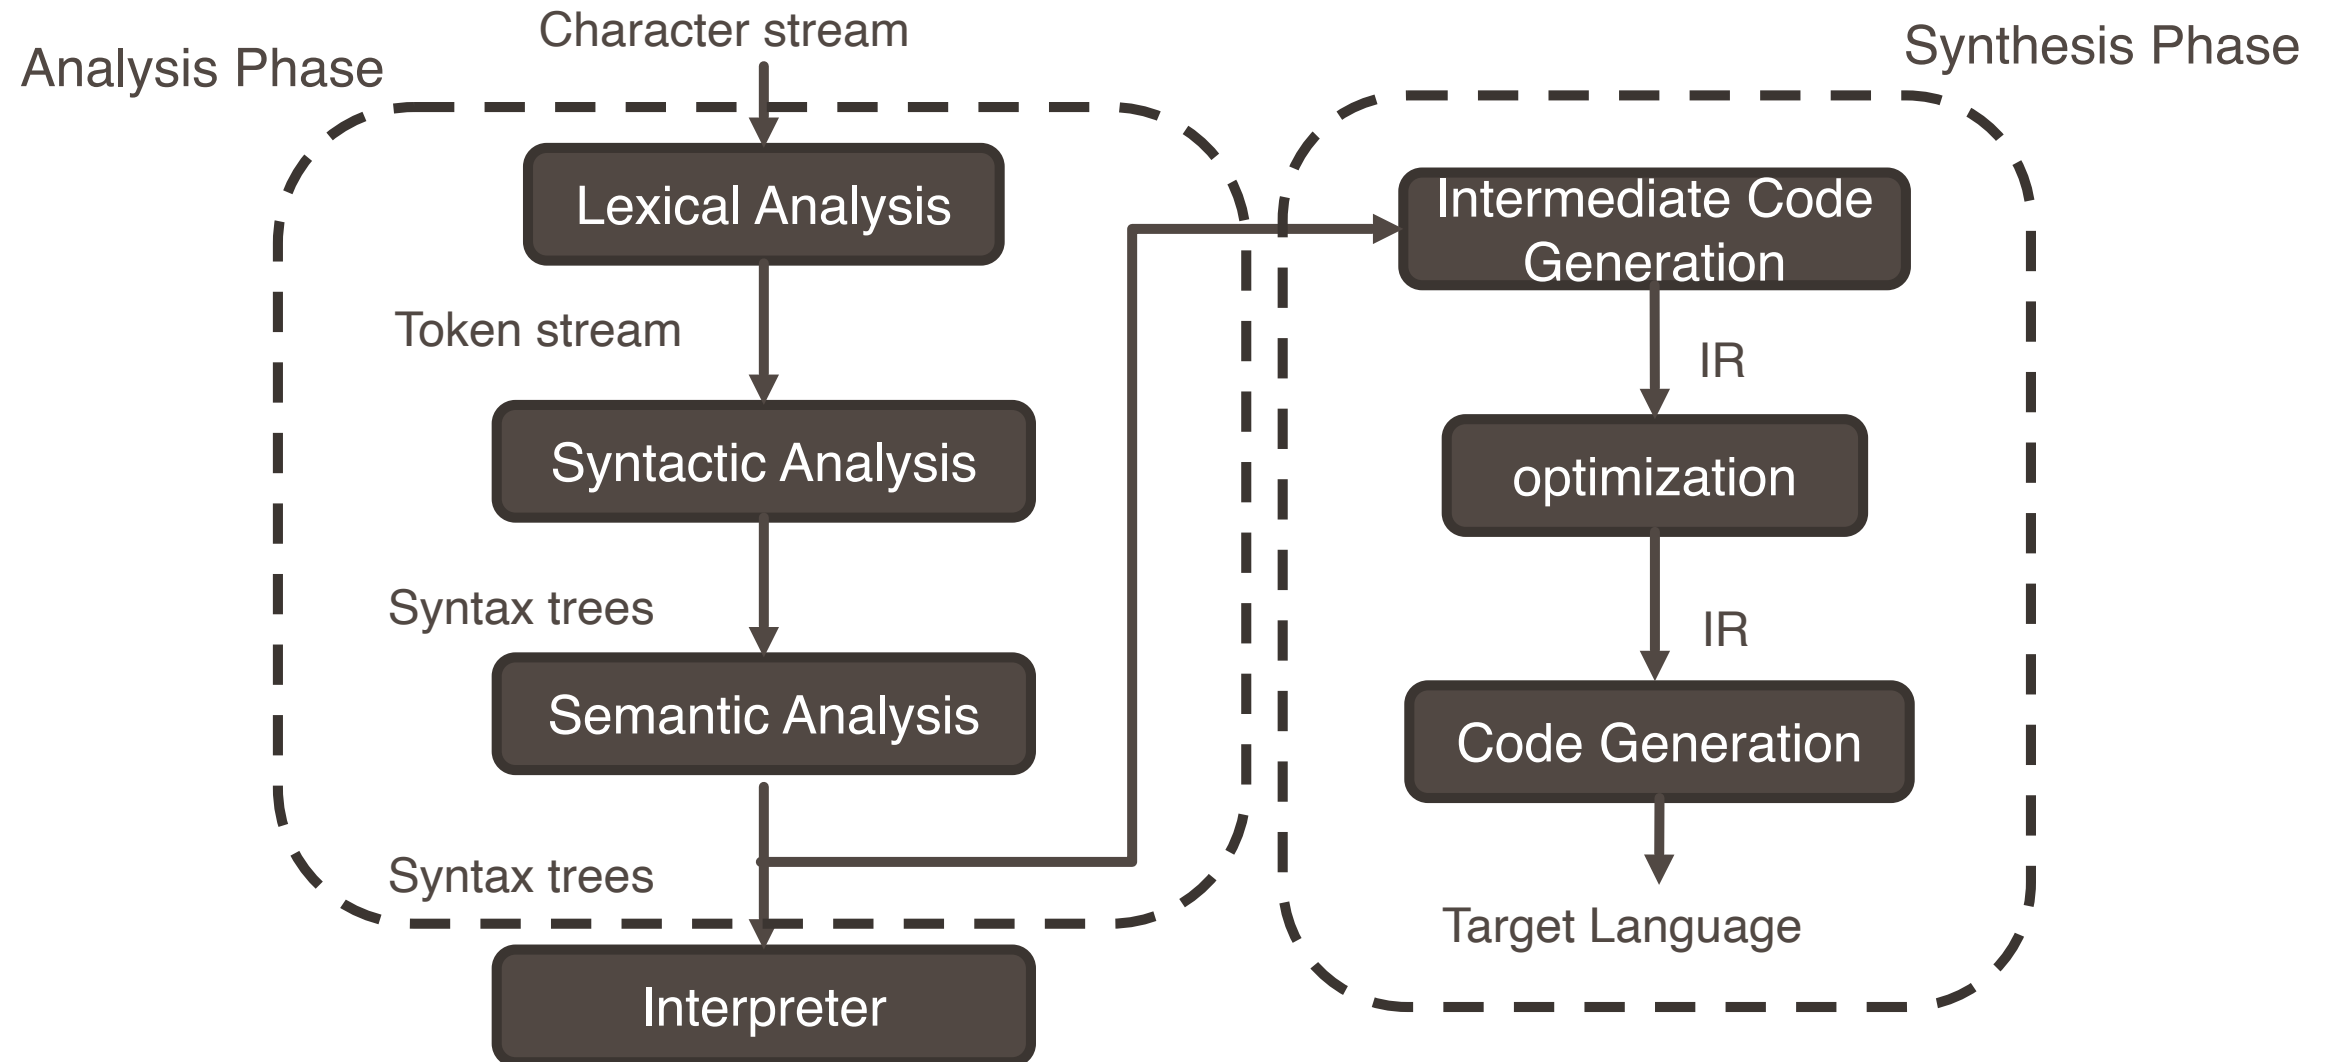 Analysis Phase
Character stream
Lexical Analysis
Token stream
Syntactic Analysis
Syntax trees
Semantic Analysis
Syntax trees
Interpreter
Synthesis Phase
Intermediate Code
Generation
IR
optimization
IR
Code Generation
Target Language